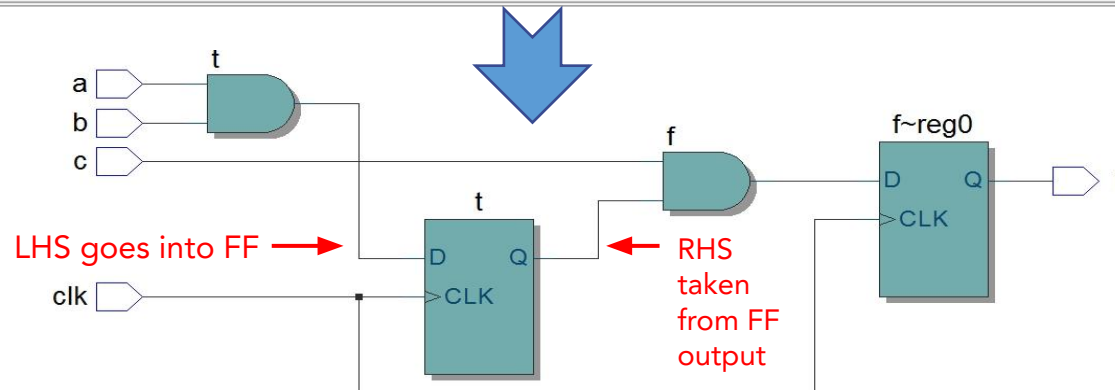 t
a
b
c
f
f~reg0
D Q
CLK
t
LHS goes into FF
D Q
CLK
RHS
taken
from FF
output
clk